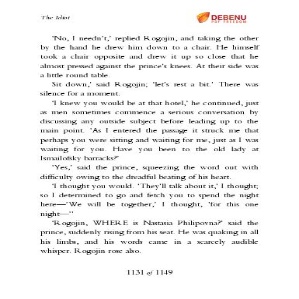 The Idiot
DEBENU
PDF TECHNOLOGY
'No, I needn't,' replied Rogojin, and taking the other
by the hand he drew him down to a chair. He himself
took a chair opposite and drew it up so close that he
almost pressed against the prince's knees. At their side was
a little round table.
Sit down,' said Rogojin; 'let's rest a bit.' There was
silence for a moment.
'I knew you would be at that hotel,' he continued, just
as men sometimes commence a serious conversation by
discussing any outside subject before leading up to the
main point. 'As I entered the passage it struck me that
perhaps you were sitting and waiting for me, just as I was
waiting for you. Have you been to the old lady at
Ismailofsky barracks?'
'Yes,' said the prince, squeezing the word out with
difficulty owing to the dreadful beating of his heart.
'I thought you would. 'They'll talk about it,' I thought;
so I determined to go and fetch you to spend the night
here—'We will be together,' I thought, 'for this one
night—''
'Rogojin, WHERE is Nastasia Philipovna?' said the
prince, suddenly rising from his seat. He was quaking in all
his limbs, and his words came in a scarcely audible
whisper. Rogojin rose also.
1131 of 1149